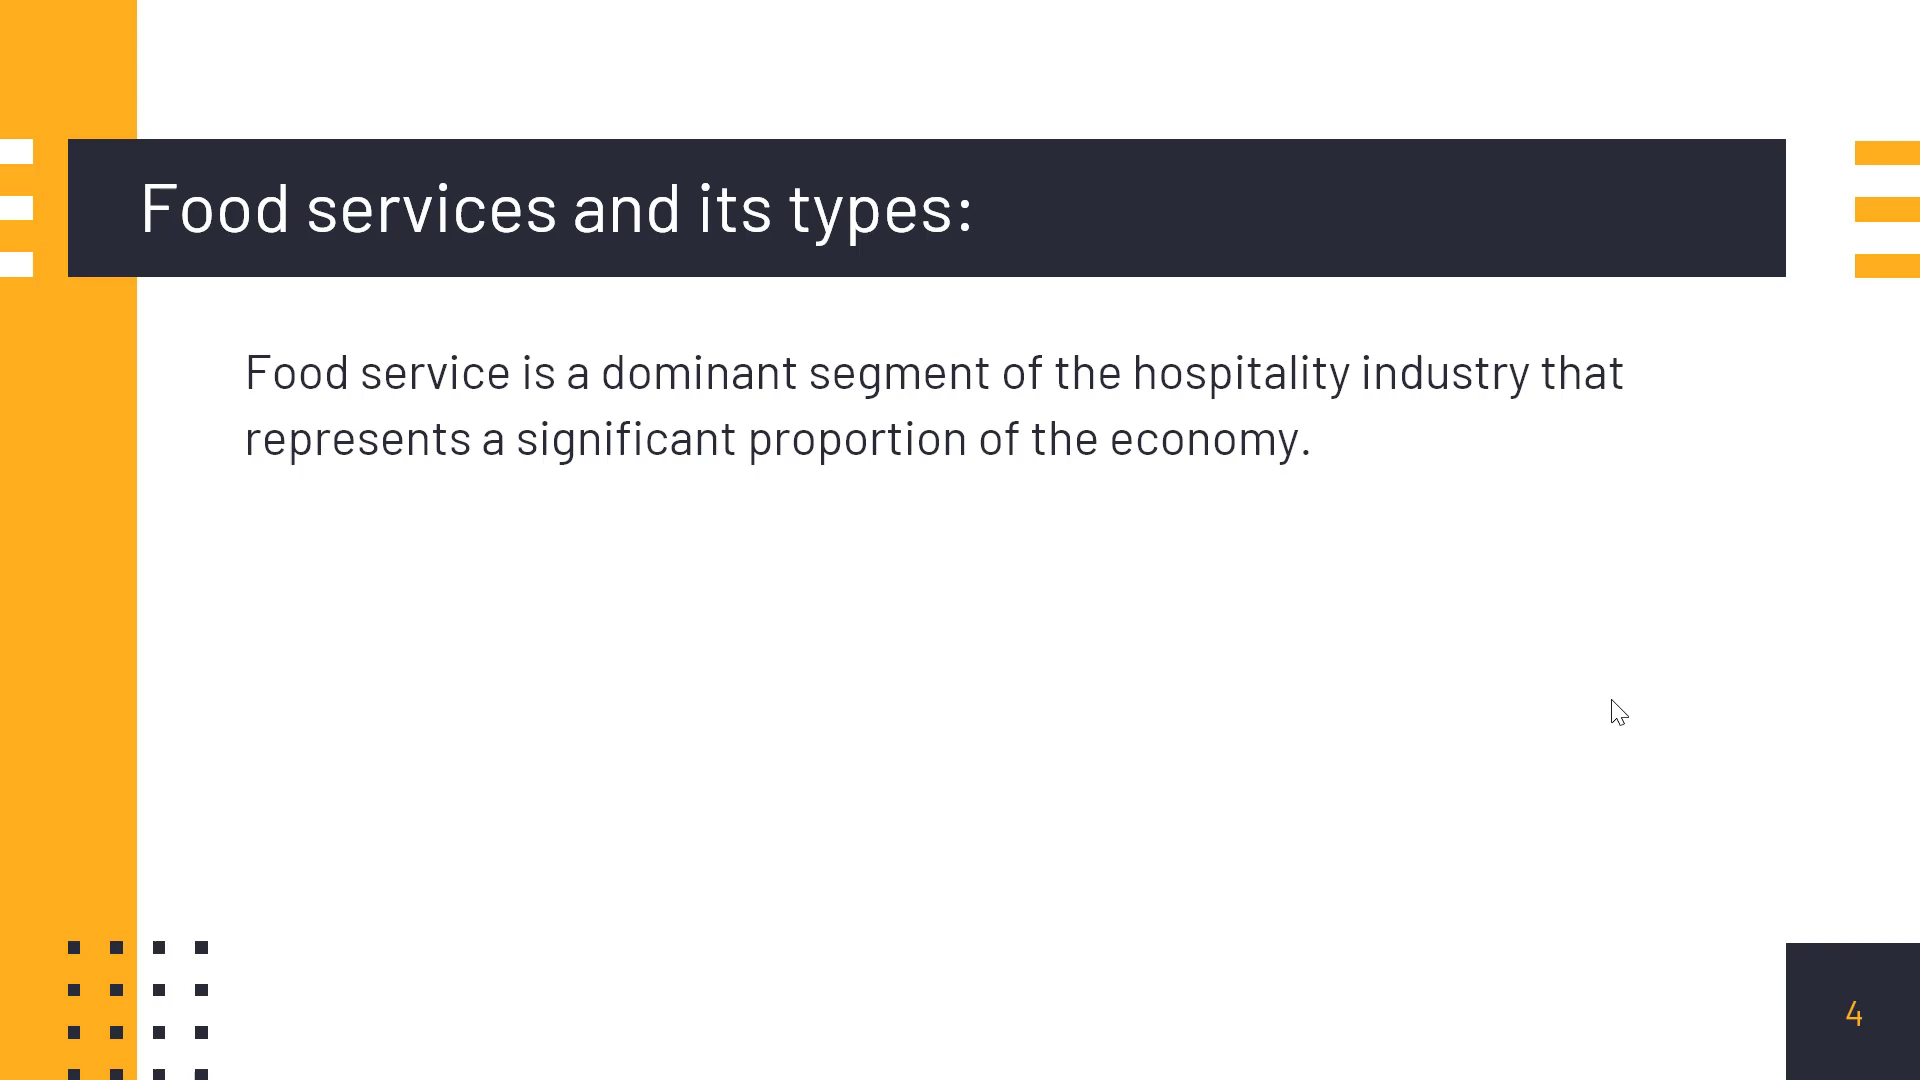 Food services and its types:
Food service is a dominant segment of the hospitality industry that
represents a significant proportion of the economy.
4